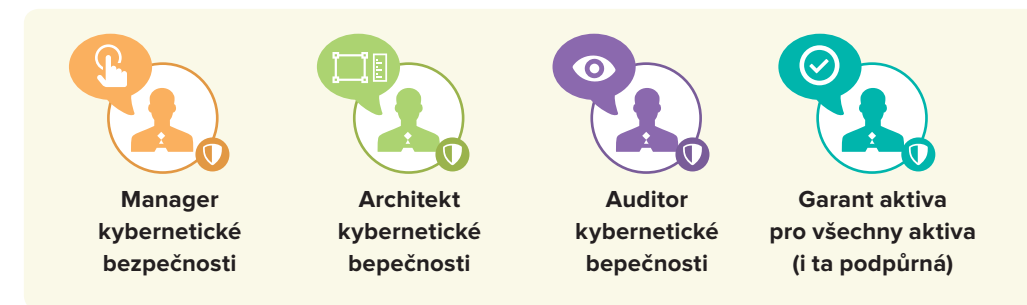 Manager
kybernetické
bezpečnosti
Architekt
kybernetické
bepečnosti
Auditor
kybernetické
bepečnosti
Garant aktiva
pro všechny aktiva
(i ta podpůrná)